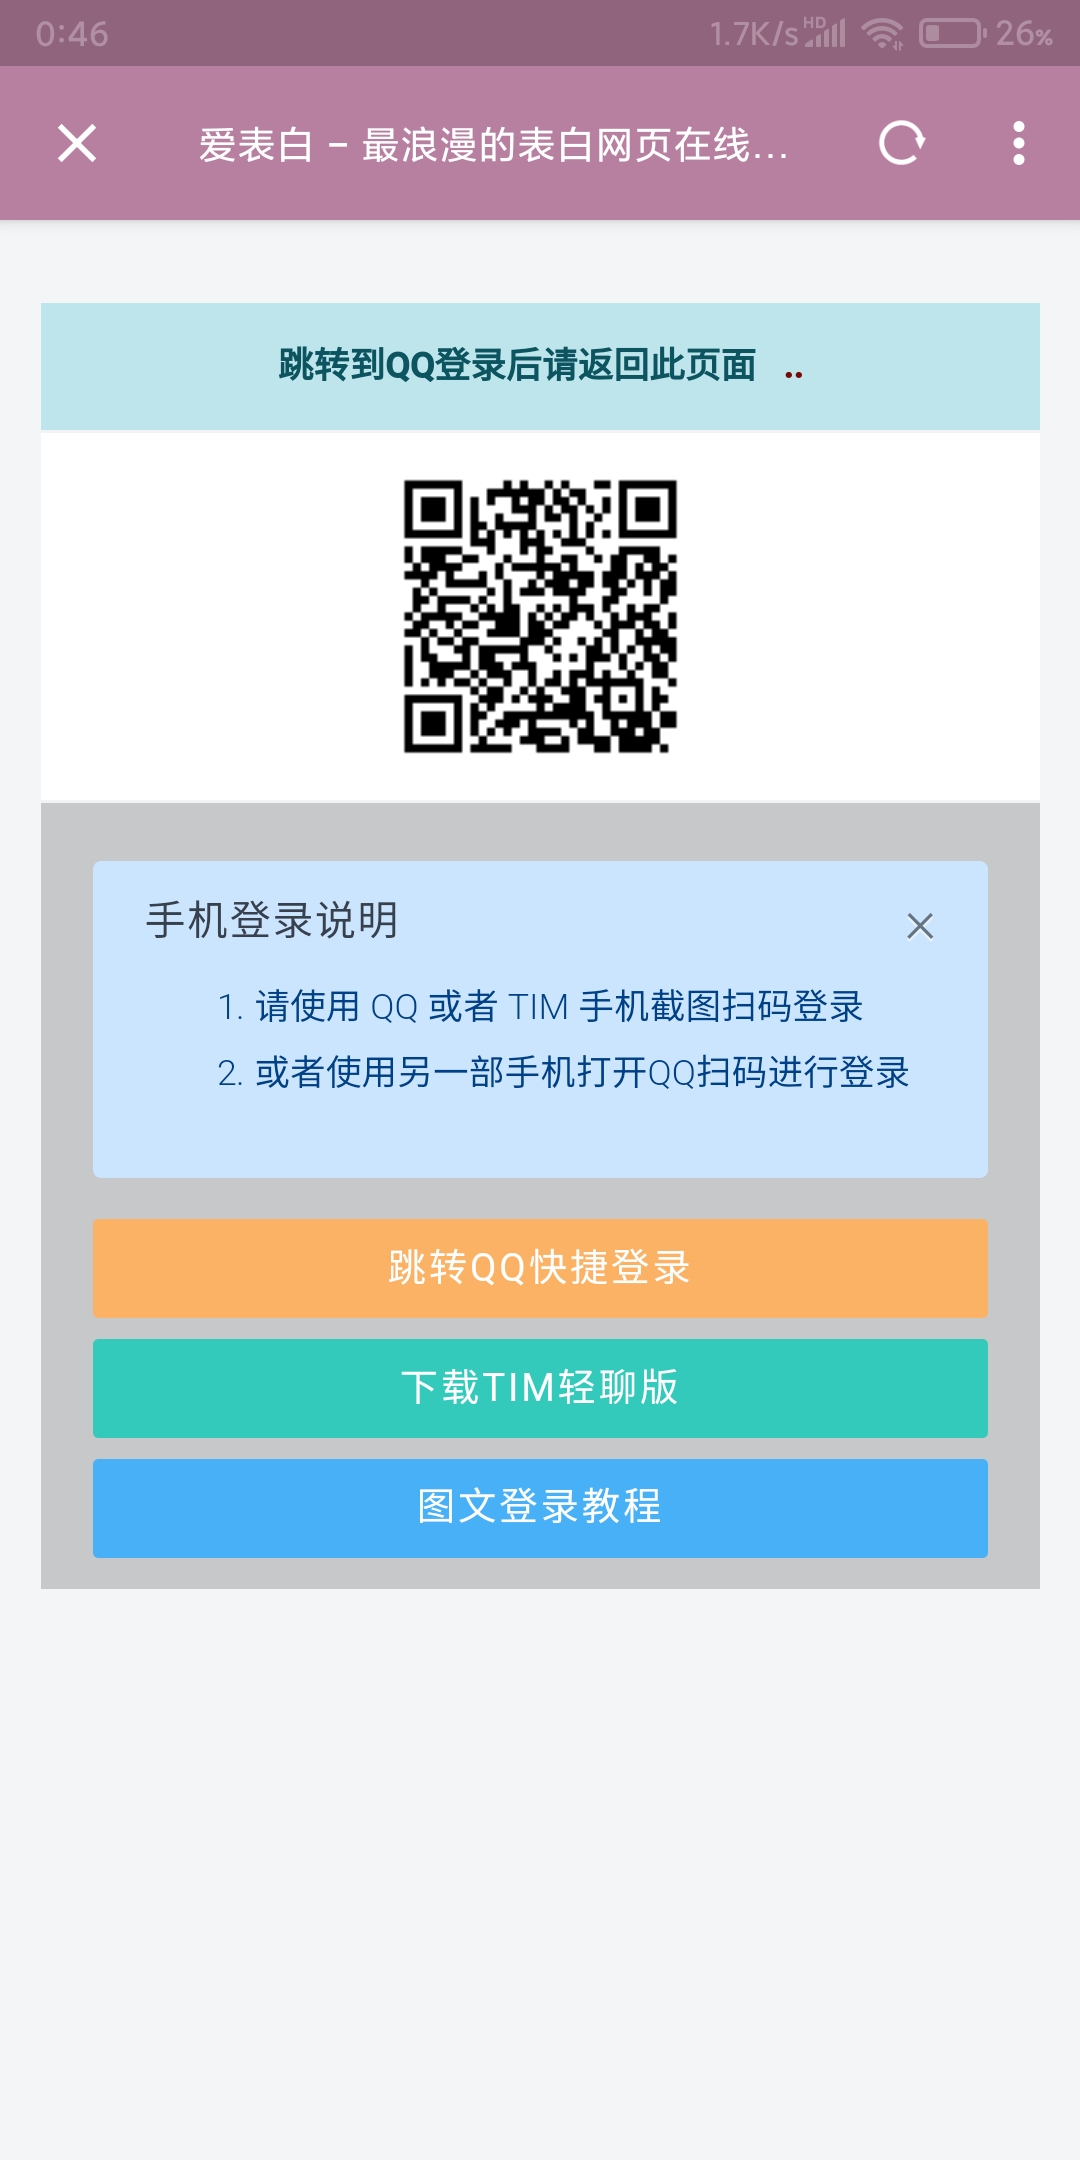 0:46 1.7K/s HD 26%
爱表白 – 最浪漫的表白网页在线...
跳转到QQ登录后请返回此页面 ..
手机登录说明
1. 请使用 QQ 或者 TIM 手机截图扫码登录
2. 或者使用另一部手机打开QQ扫码进行登录
跳转QQ快捷登录
下载TIM轻聊版
图文登录教程